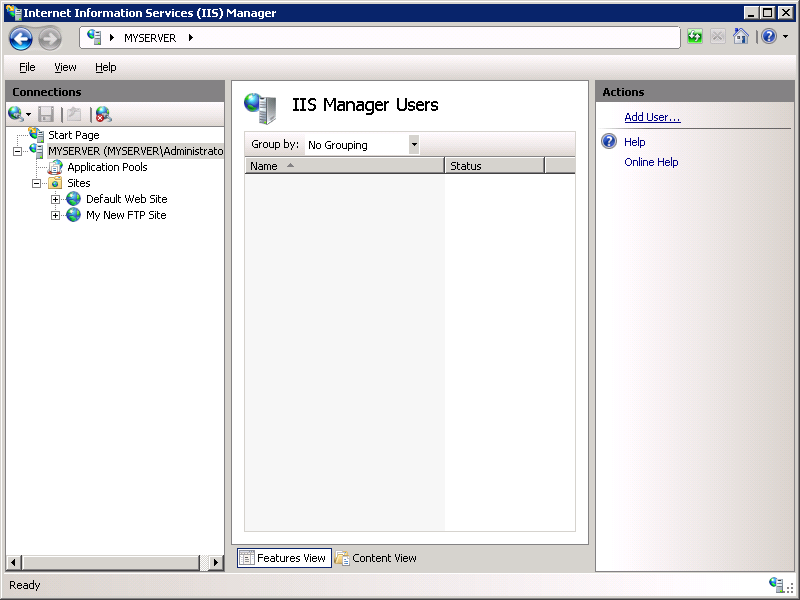 Internet Information Services (IIS) Manager
MYSERVER
File View Help
Connections
Start Page
MYSERVER (MYSERVER\Administrato
Application Pools
Sites
Default Web Site
My New FTP Site
IIS Manager Users
Group by: No Grouping
Name Status
Features View Content View
Actions
Add User...
Help
Online Help
Ready